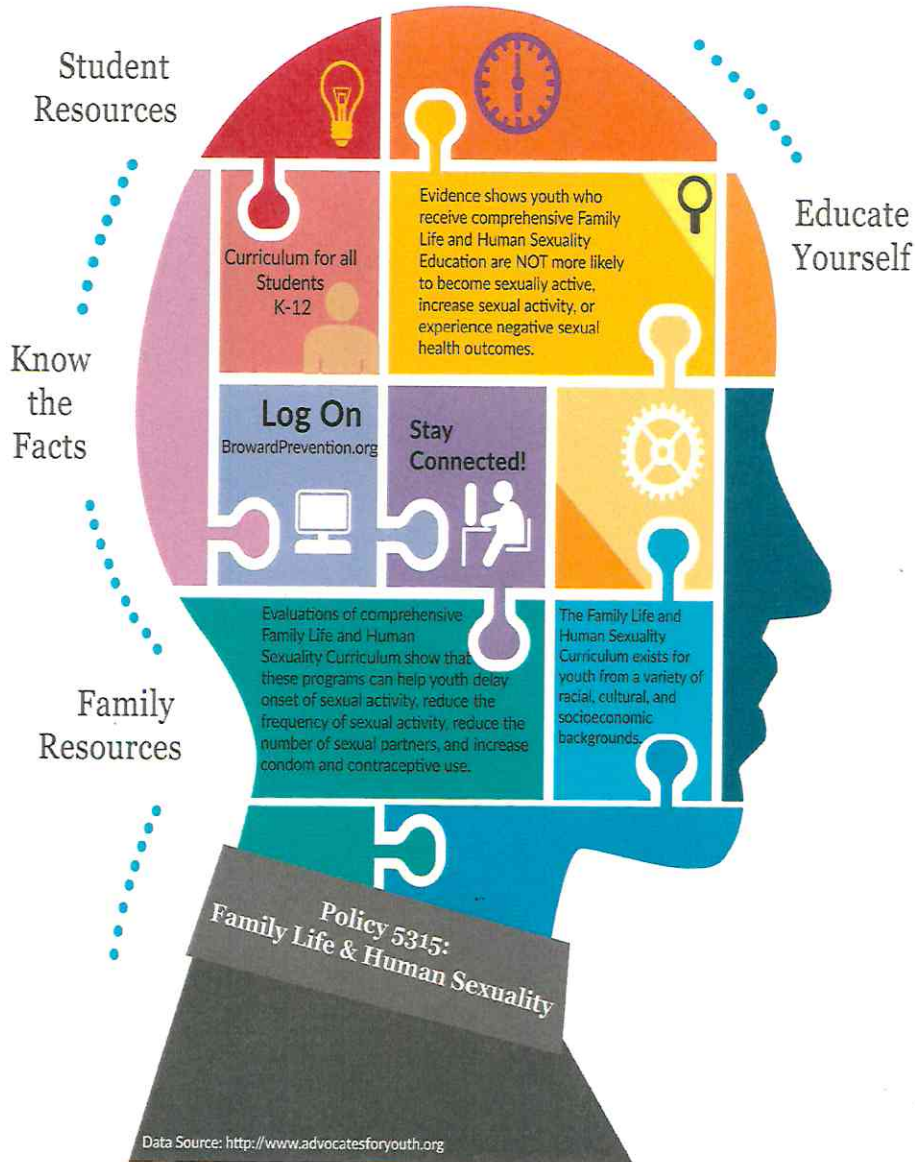 Student
Resources
Educate
Yourself
Know
the
Facts
Family
Resources
Curriculum for all
Students
K-12
Evidence shows youth who
receive comprehensive Family
Life and Human Sexuality
Education are NOT more likely
to become sexually active,
increase sexual activity, or
experience negative sexual
health outcomes.
Log On
BrowardPrevention.org
Stay
Connected!
Evaluations of comprehensive
Family Life and Human
Sexuality Curriculum show that
these programs can help youth delay
onset of sexual activity, reduce the
frequency of sexual activity, reduce the
number of sexual partners, and increase
condom and contraceptive use.
The Family Life and
Human Sexuality
Curriculum exists for
youth from a variety of
racial, cultural, and
socioeconomic
backgrounds.
Policy 5315:
Family Life & Human Sexuality
Data Source: http://www.advocatesforyouth.org